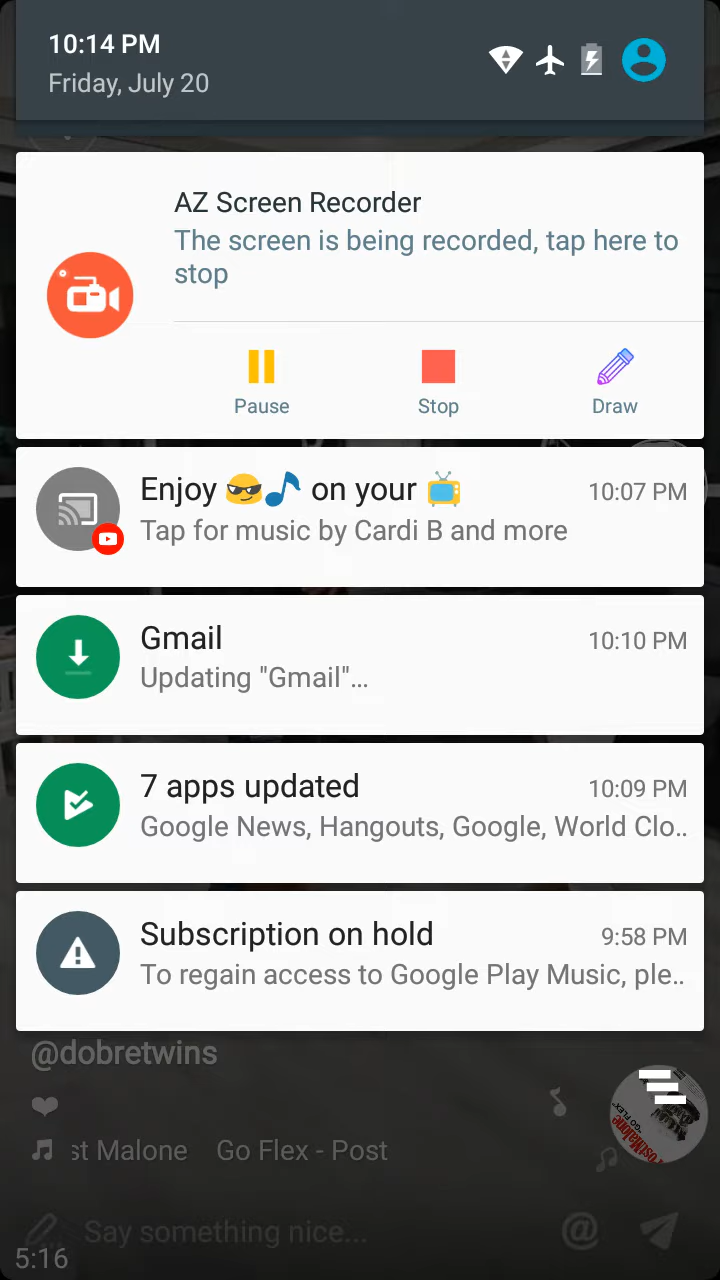 10:14 PM
Friday, July 20
AZ Screen Recorder
The screen is being recorded, tap here to
stop
Pause
Stop
Draw
Enjoy 😎🎵 on your 📺
10:07 PM
Tap for music by Cardi B and more
Gmail
10:10 PM
Updating "Gmail"...
7 apps updated
10:09 PM
Google News, Hangouts, Google, World Clo..
Subscription on hold
9:58 PM
To regain access to Google Play Music, ple..
@dobretwins
❤
st Malone Go Flex - Post
"GO FLEX"
PostMalone
Say something nice...
@
5:16